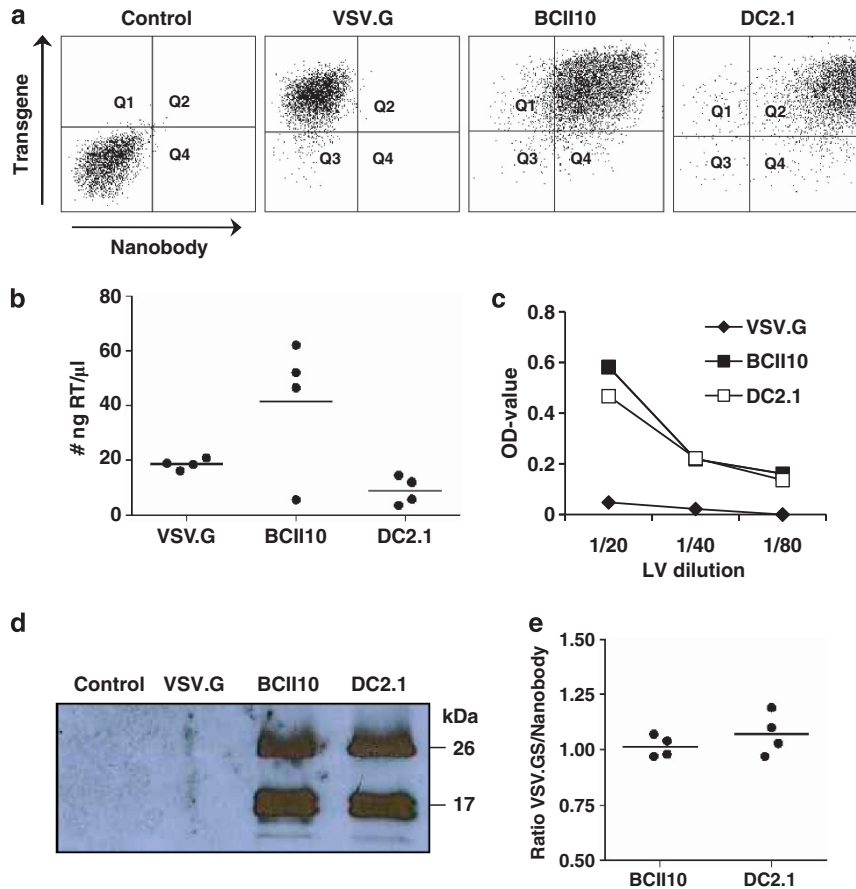 a
Control VSV.G BCII10 DC2.1
Transgene
Q1 Q2 Q4
Q2 Q3 Q4
Q1 Q3 Q4
Q1 Q2 Q3 Q4
Nanobody
b
# ng RT/µl
80
60
40
20
0
VSV.G BCII10 DC2.1
c
OD-value
0.8
0.6
0.4
0.2
0
VSV.G
BCII10
DC2.1
1/20 1/40 1/80
LV dilution
d
Control VSV.G BCII10 DC2.1
kDa
26
17
e
Ratio VSV.GS/Nanobody
1.50
1.25
1.00
0.75
0.50
BCII10 DC2.1